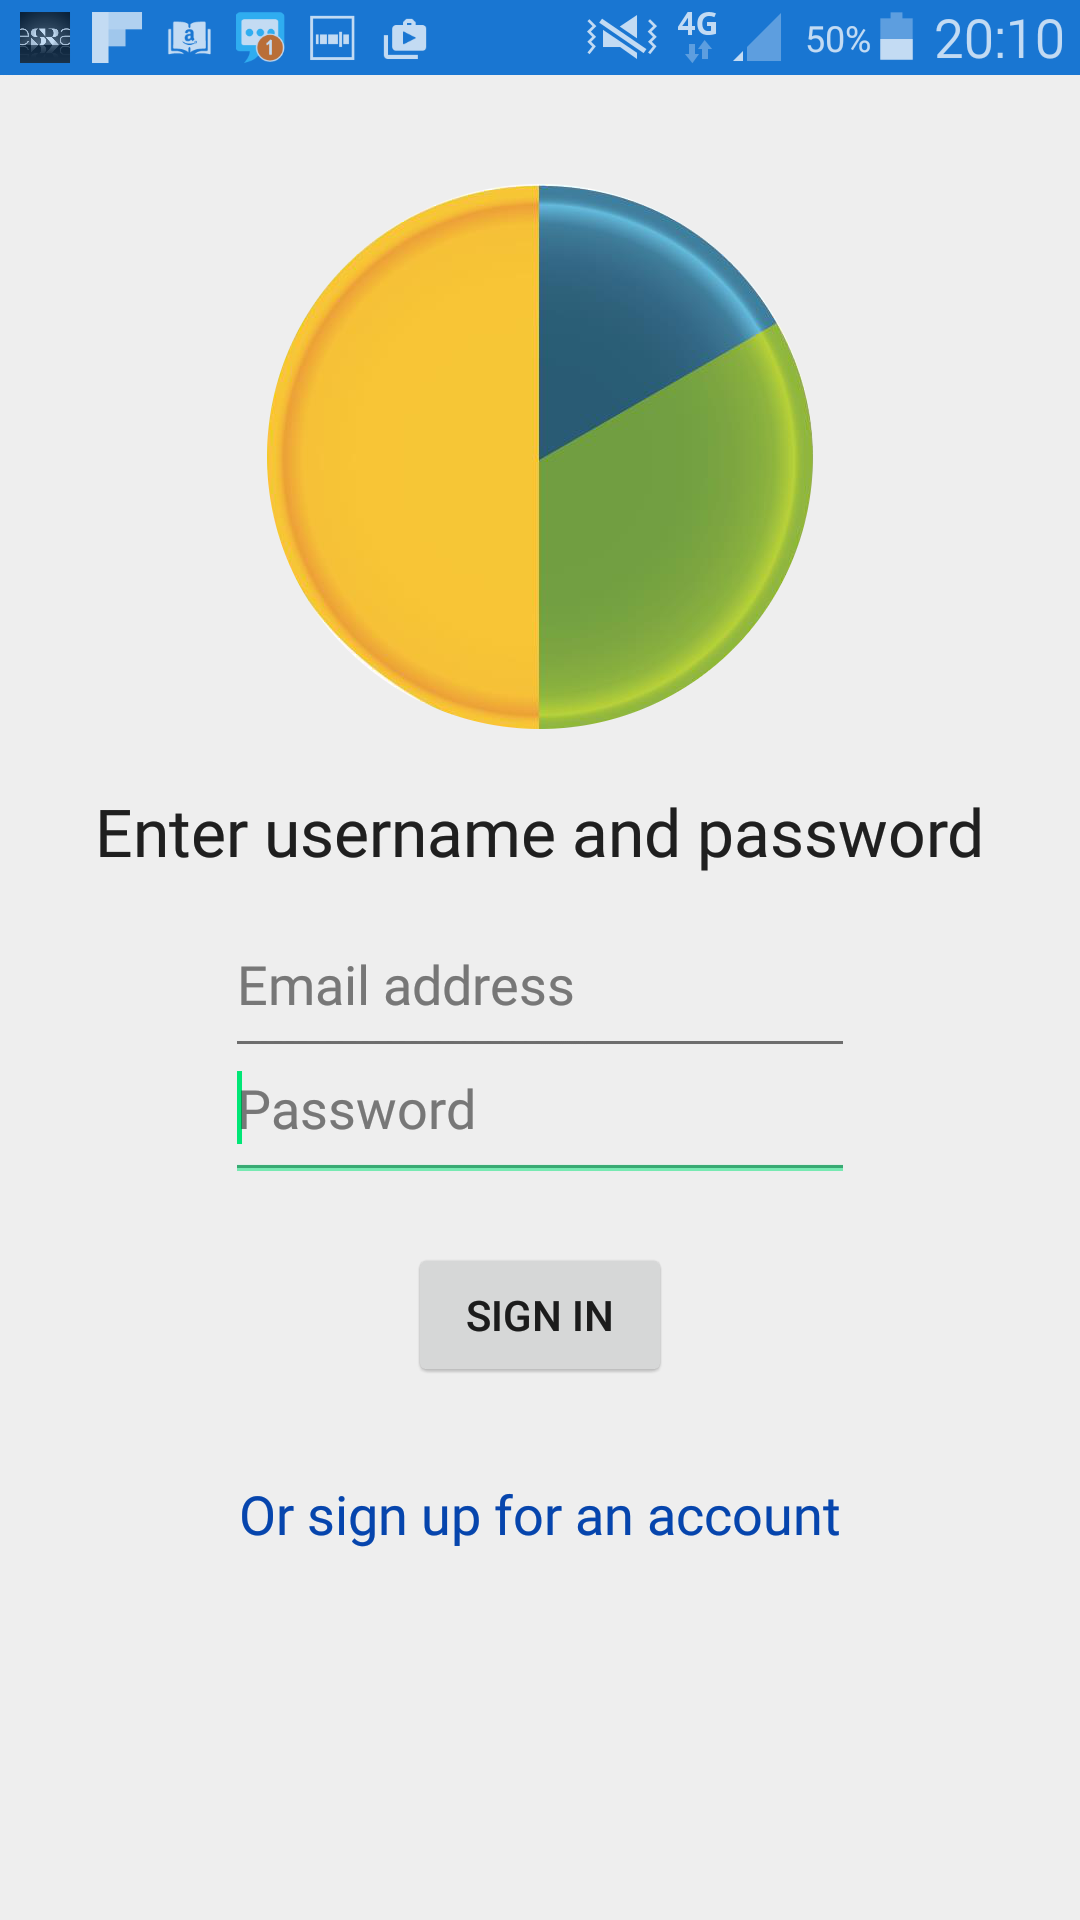 eSRa a 1 4G 50% 20:10
Enter username and password
Email address
Password
SIGN IN
Or sign up for an account